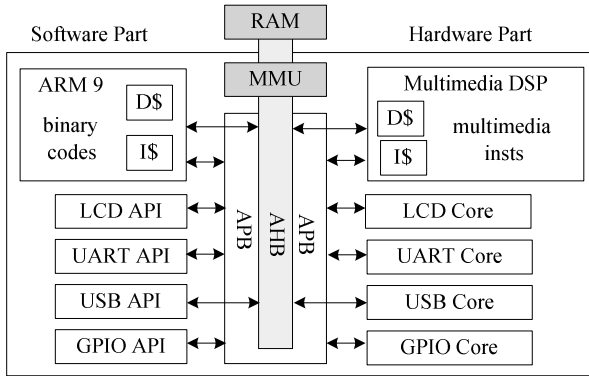 RAM
Software Part
Hardware Part
MMU
ARM 9
D$
binary
codes
I$
Multimedia DSP
D$
multimedia
insts
I$
LCD API
UART API
USB API
GPIO API
APB
AHB
APB
LCD Core
UART Core
USB Core
GPIO Core